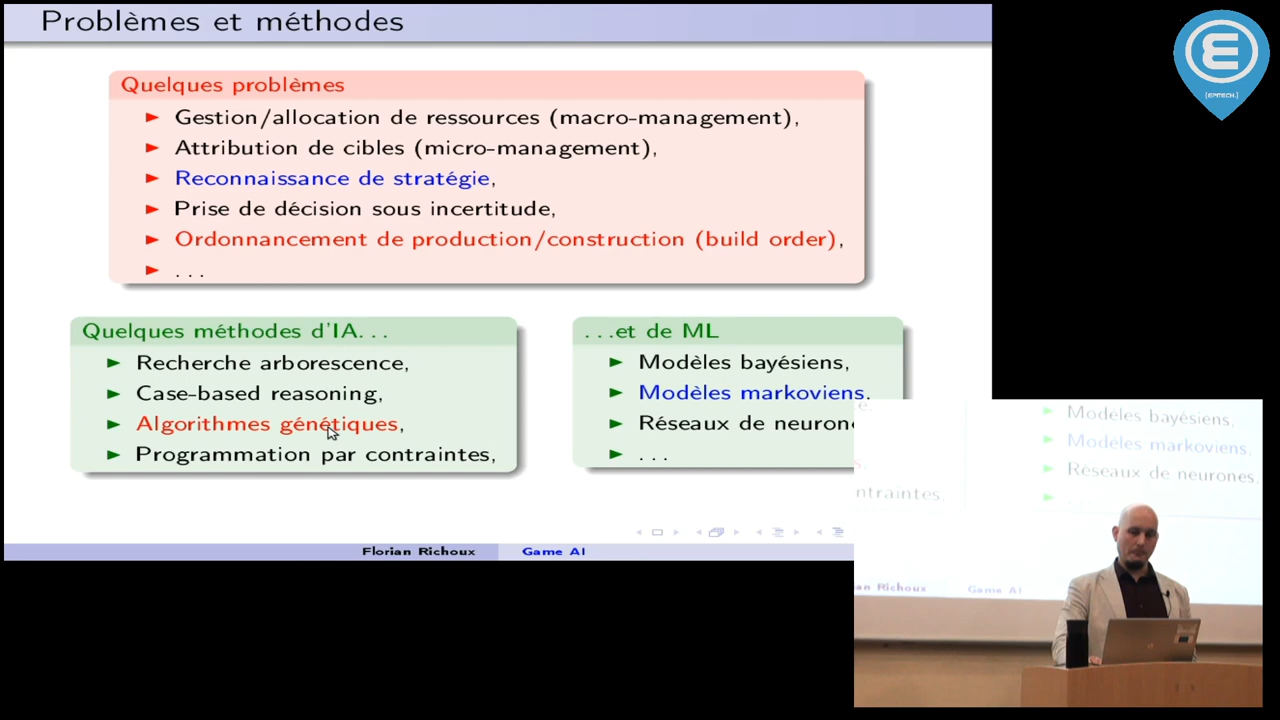 Problèmes et méthodes
Quelques problèmes
Gestion/allocation de ressources (macro-management),
Attribution de cibles (micro-management),
Reconnaissance de stratégie,
Prise de décision sous incertitude,
Ordonnancement de production/construction (build order),
...
Quelques méthodes d'IA...
Recherche arborescence,
Case-based reasoning,
Algorithmes génétiques,
Programmation par contraintes,
...et de ML
Modèles bayésiens,
Modèles markoviens,
Réseaux de neurone
...
Florian Richoux
Game AI
{EPITECH.}
Modèles bayésiens,
Modèles markoviens,
Réseaux de neurones,
ntraintes,
an Richoux
Game AI